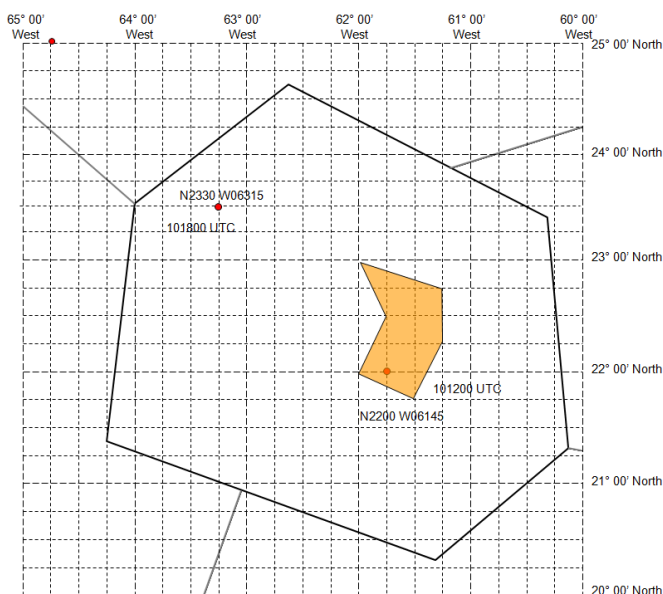 65° 00' 64° 00' 63° 00' 62° 00' 61° 00' 60° 00'
West West West West West West
25° 00' North
24° 00' North
N2330 W06315
101800 UTC
23° 00' North
22° 00' North
101200 UTC
N2200 W06145
21° 00' North
20° 00' North